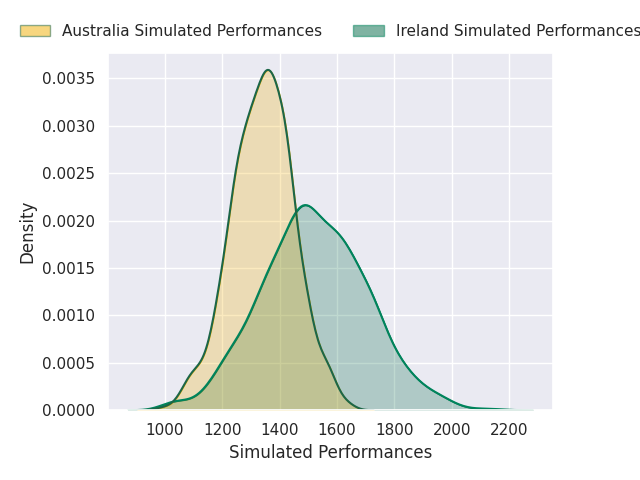 Australia Simulated Performances
Ireland Simulated Performances
0.0035
0.0030
0.0025
0.0020
0.0015
0.0010
0.0005
0.0000
Density
1000 1200 1400 1600 1800 2000 2200
Simulated Performances